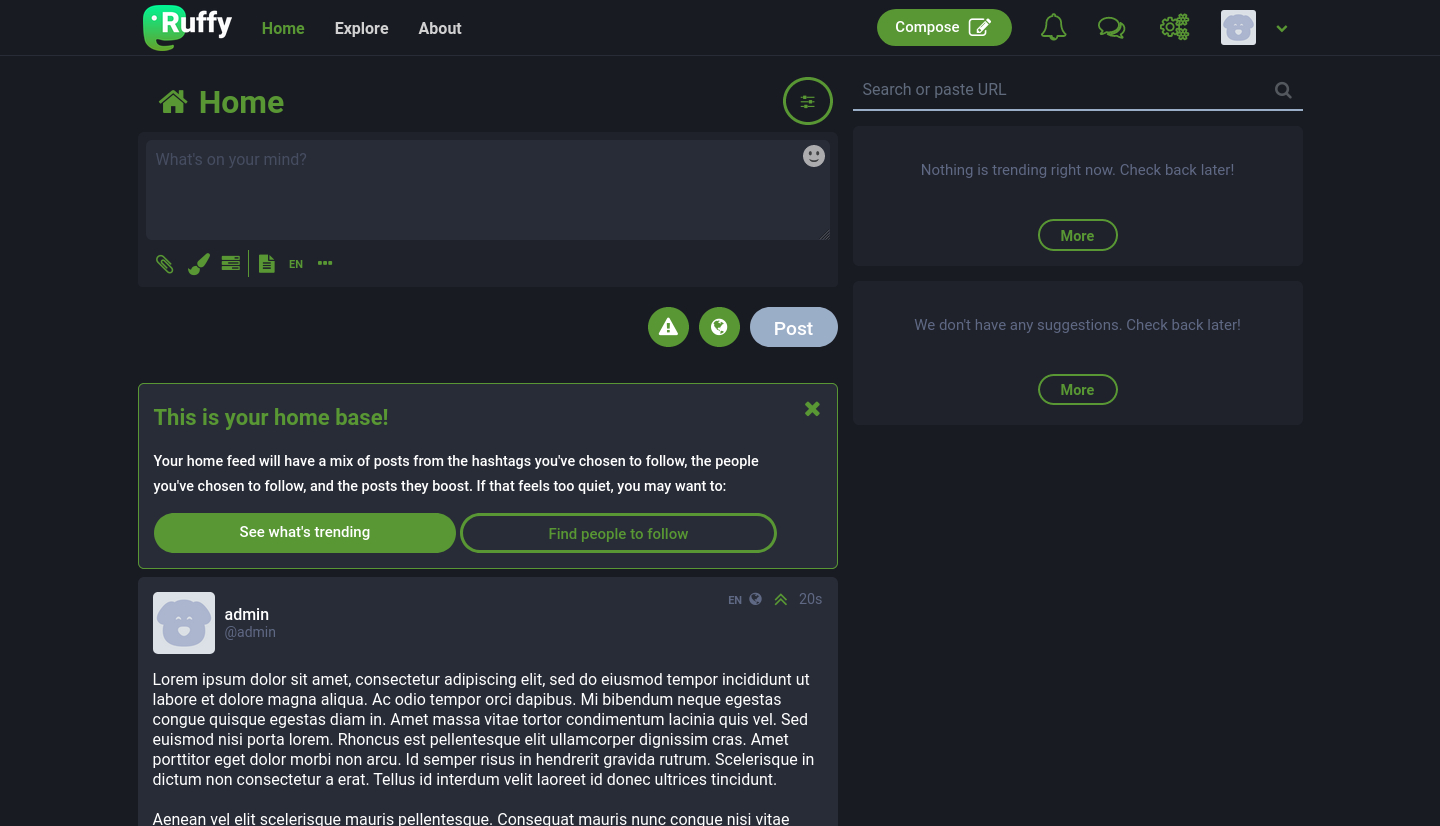 Ruffy
Home
Explore
About
Compose
Home
Search or paste URL
What's on your mind?
EN
Post
Nothing is trending right now. Check back later!
More
We don't have any suggestions. Check back later!
More
This is your home base!
Your home feed will have a mix of posts from the hashtags you've chosen to follow, the people
you've chosen to follow, and the posts they boost. If that feels too quiet, you may want to:
See what's trending
Find people to follow
admin
@admin
EN
20s
Lorem ipsum dolor sit amet, consectetur adipiscing elit, sed do eiusmod tempor incididunt ut
labore et dolore magna aliqua. Ac odio tempor orci dapibus. Mi bibendum neque egestas
congue quisque egestas diam in. Amet massa vitae tortor condimentum lacinia quis vel. Sed
euismod nisi porta lorem. Rhoncus est pellentesque elit ullamcorper dignissim cras. Amet
porttitor eget dolor morbi non arcu. Id semper risus in hendrerit gravida rutrum. Scelerisque in
dictum non consectetur a erat. Tellus id interdum velit laoreet id donec ultrices tincidunt.
Aenean vel elit scelerisque mauris pellentesque. Consequat mauris nunc congue nisi vitae